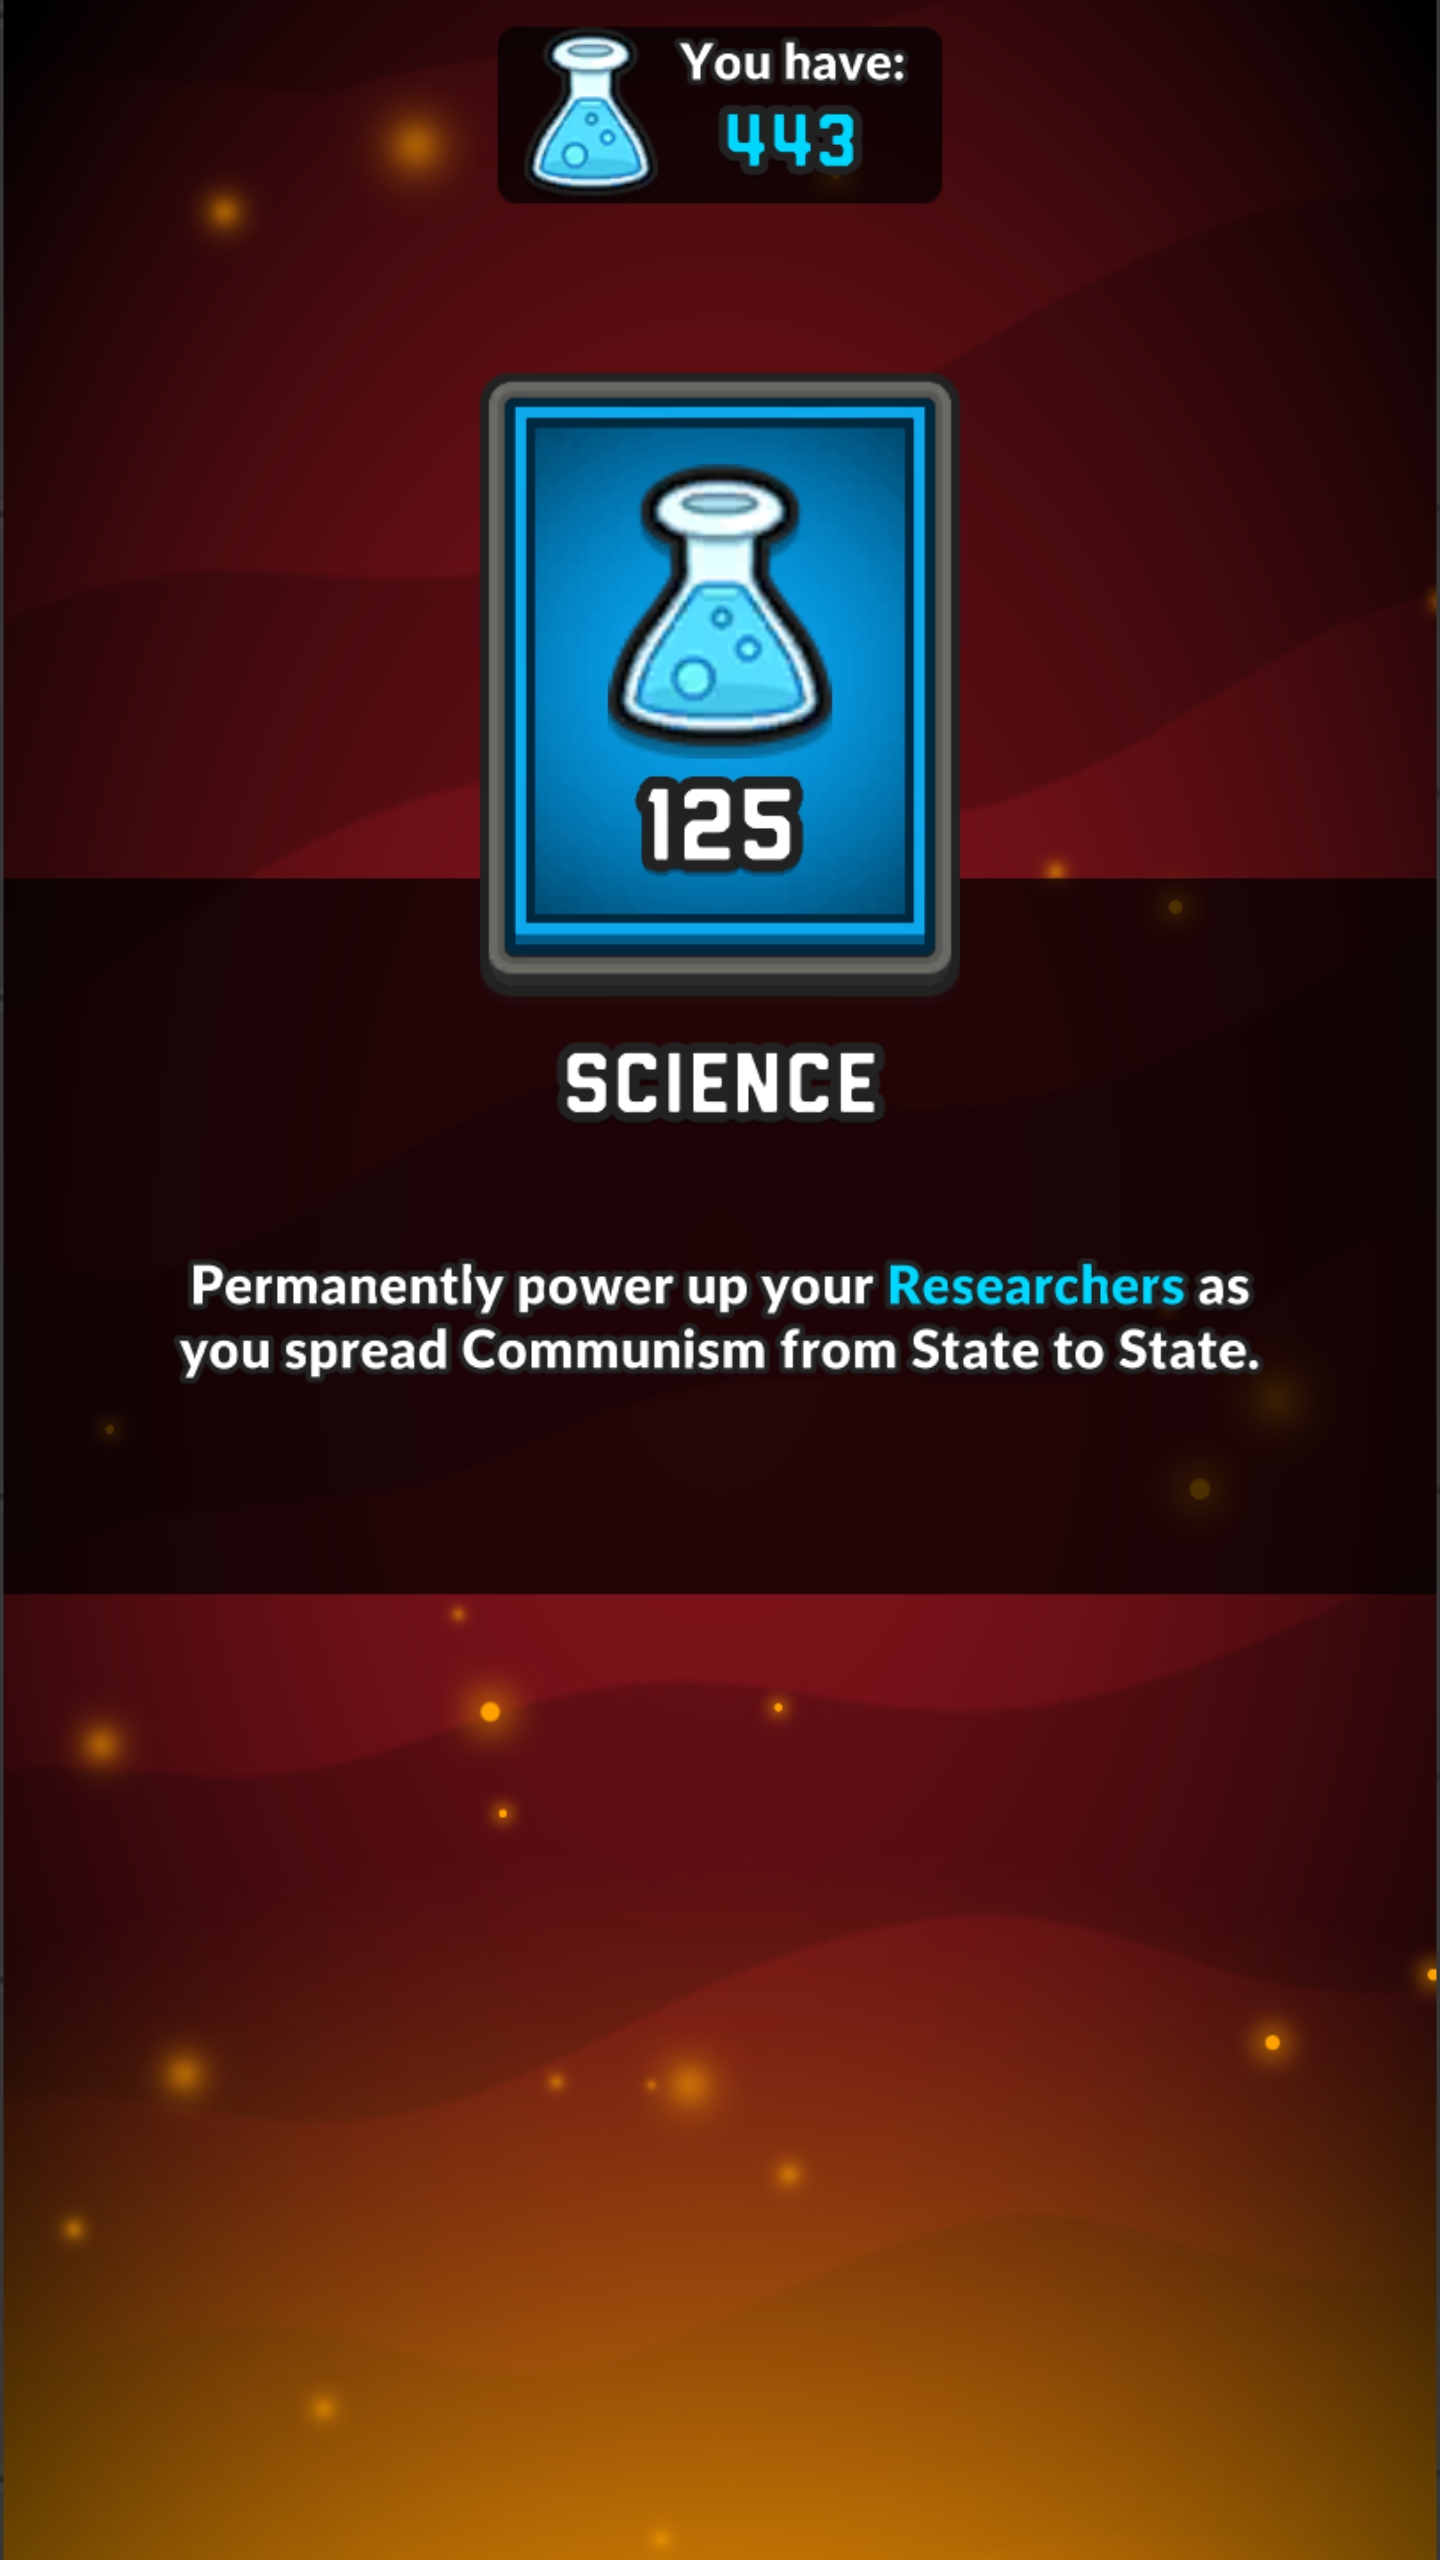 You have:
443
125
SCIENCE
Permanently power up your Researchers as
you spread Communism from State to State.